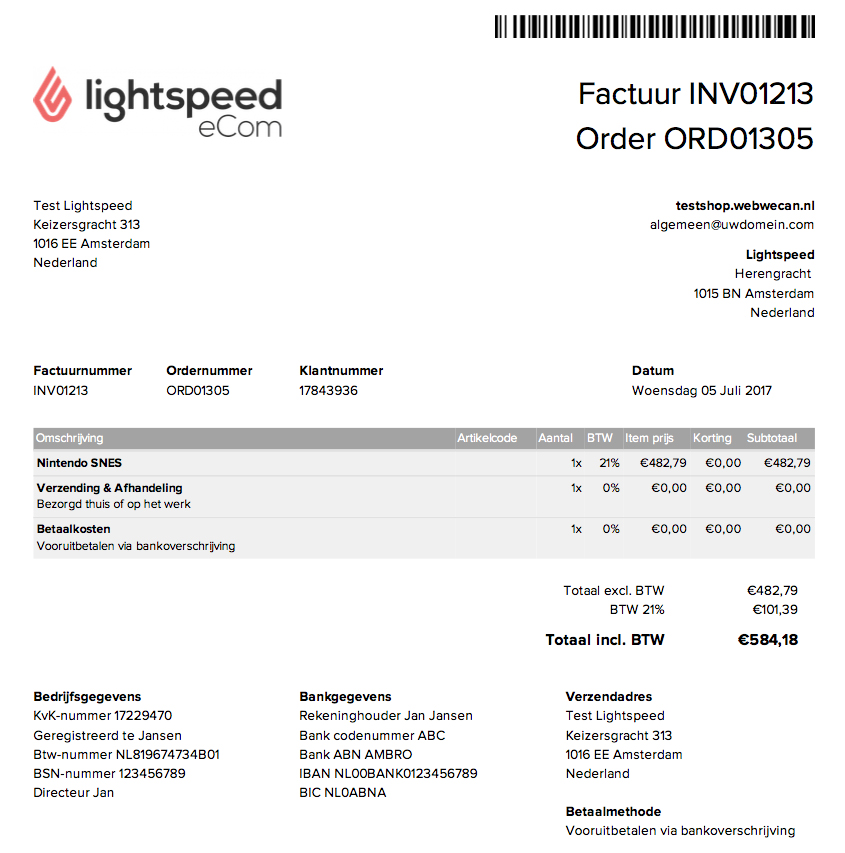 lightspeed
eCom
Factuur INV01213
Order ORD01305
Test Lightspeed
Keizersgracht 313
1016 EE Amsterdam
Nederland
testshop.webwecan.nl
algemeen@uwdomein.com
Lightspeed
Herengracht
1015 BN Amsterdam
Nederland
Factuurnummer Ordernummer Klantnummer Datum
INV01213 ORD01305 17843936 Woensdag 05 Juli 2017
Omschrijving Artikelcode Aantal BTW Item prijs Korting Subtotaal
Nintendo SNES 1x 21% €482,79 €0,00 €482,79
Verzending & Afhandeling 1x 0% €0,00 €0,00 €0,00
Bezorgd thuis of op het werk
Betaalkosten 1x 0% €0,00 €0,00 €0,00
Vooruitbetalen via bankoverschrijving
Totaal excl. BTW €482,79
BTW 21% €101,39
Totaal incl. BTW €584,18
Bedrijfsgegevens
KvK-nummer 17229470
Geregistreerd te Jansen
Btw-nummer NL819674734B01
BSN-nummer 123456789
Directeur Jan
Bankgegevens
Rekeninghouder Jan Jansen
Bank codenummer ABC
Bank ABN AMBRO
IBAN NL00BANK0123456789
BIC NL0ABNA
Verzendadres
Test Lightspeed
Keizersgracht 313
1016 EE Amsterdam
Nederland
Betaalmethode
Vooruitbetalen via bankoverschrijving